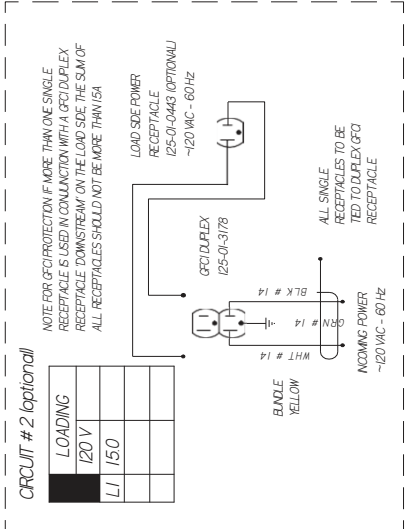 CIRCUIT # 2 (optional)
LOADING
120 V
L1 15.0
NOTE FOR GFCI PROTECTION IF MORE THAN ONE SINGLE
RECEPTACLE IS USED IN CONJUNCTION WITH A GFCI DUPLEX
RECEPTACLE "DOWNSTREAM" ON THE LOAD SIDE, THE SUM OF
ALL RECEPTACLES SHOULD NOT BE MORE THAN 15A
LOAD SIDE POWER
RECEPTACLE
125-01-0443 (OPTIONAL)
~120 VAC - 60 Hz
GFCI DUPLEX
125-01-3178
BUNDLE
YELLOW
WHT # 14
GRN # 14
BLK # 14
INCOMING POWER
~120 VAC - 60 Hz
ALL SINGLE
RECEPTACLES TO BE
TIED TO DUPLEX GFCI
RECEPTACLE